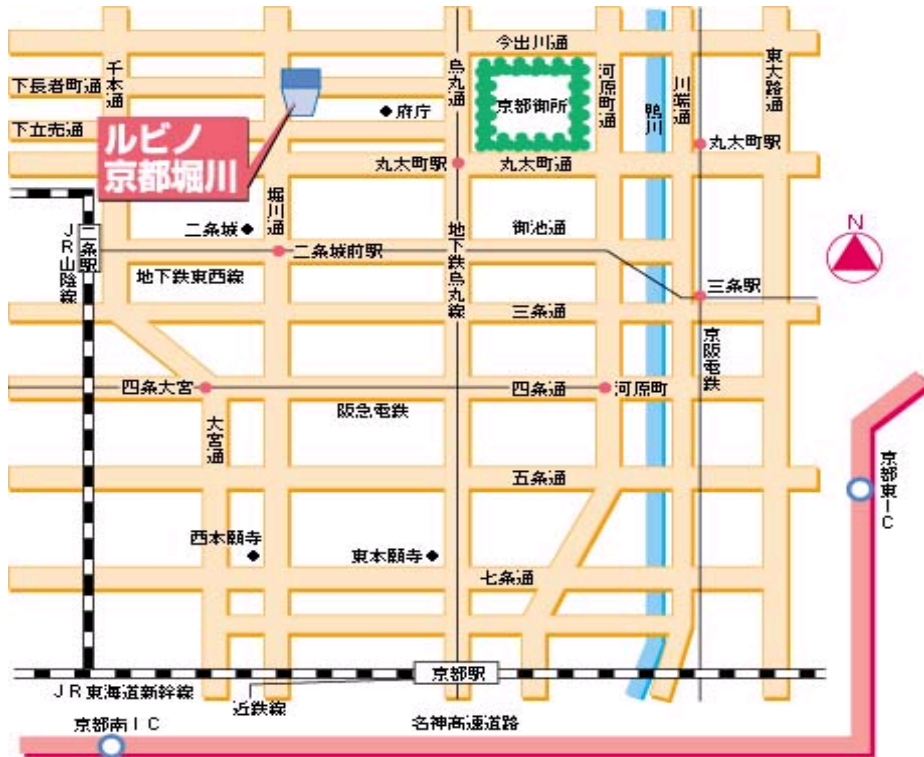 今出川通
千本通
下長者町通
烏丸通
河原町通
川端通
東大路通
鴨川
京都御所
◆府庁
下立売通
ルビノ
京都堀川
丸太町駅
丸太町通
丸太町駅
堀川通
二条城◆
御池通
N
二条駅
JR山陰線
二条城前駅
地下鉄烏丸線
地下鉄東西線
三条駅
三条通
京阪電鉄
四条大宮
四条通
河原町
阪急電鉄
大宮通
京都東IC
五条通
西本願寺
東本願寺◆
七条通
京都駅
JR東海道新幹線
近鉄線
京都南IC
名神高速道路